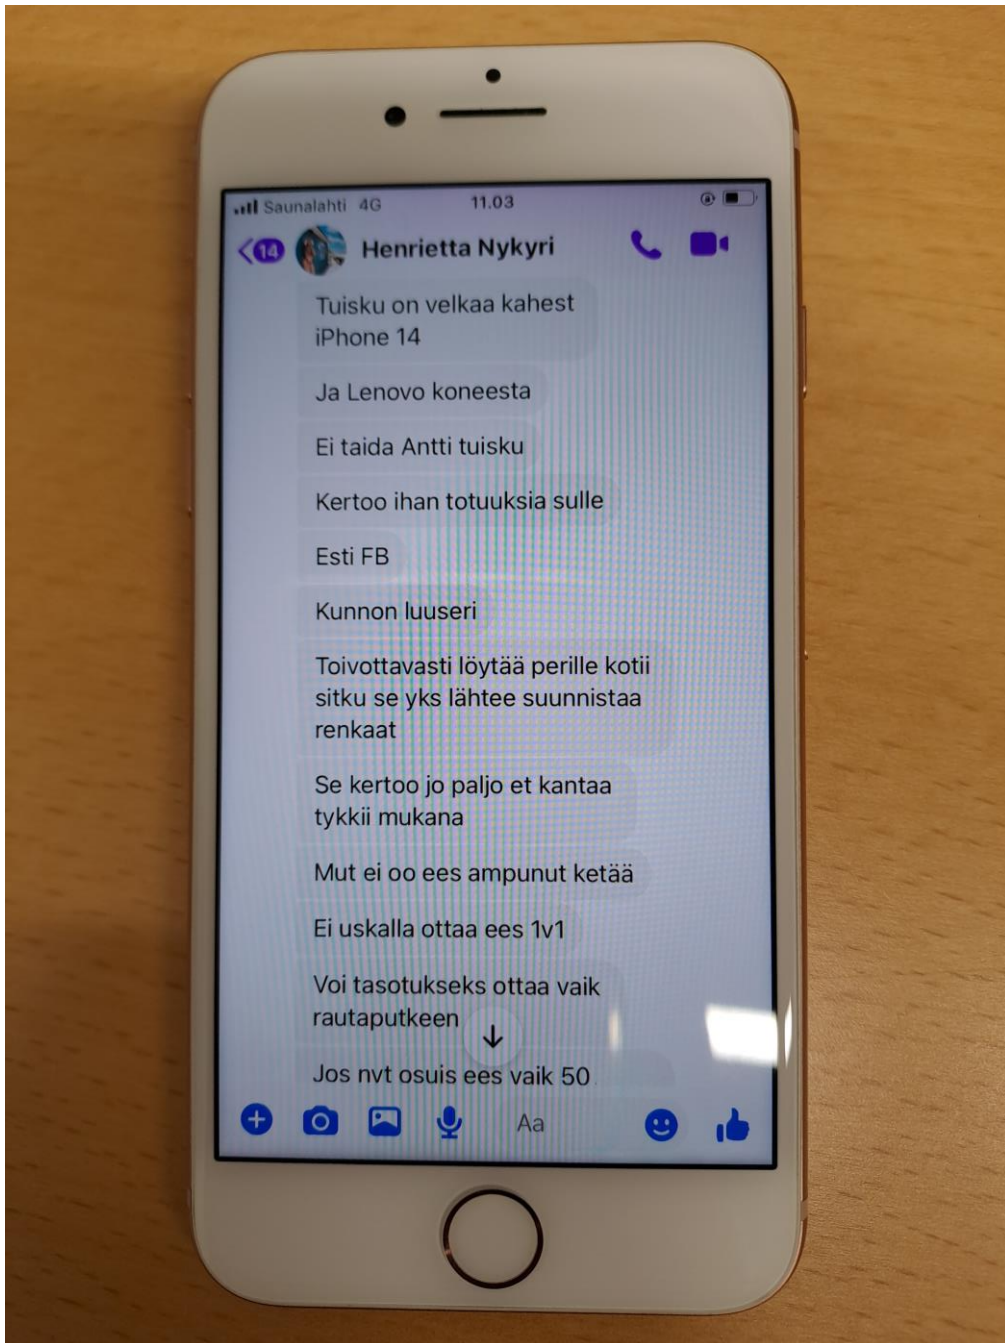 Saunalahti 4G 11.03
14 Henrietta Nykyri
Tuisku on velkaa kahest
iPhone 14
Ja Lenovo koneesta
Ei taida Antti tuisku
Kertoo ihan totuuksia sulle
Esti FB
Kunnon luuseri
Toivottavasti löytää perille kotii
sitku se yks lähtee suunnistaa
renkaat
Se kertoo jo paljo et kantaa
tykkii mukana
Mut ei oo ees ampunut ketää
Ei uskalla ottaa ees 1v1
Voi tasotukseks ottaa vaik
rautaputkeen
Jos nyt osuis ees vaik 50
Aa